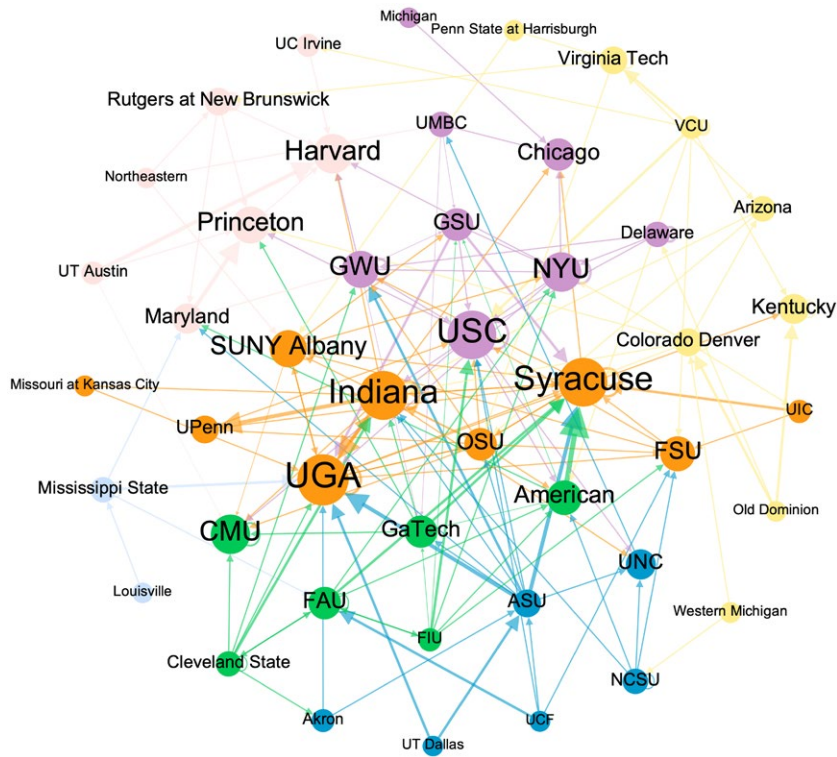 Michigan
Penn State at Harrisburgh
UC Irvine
Virginia Tech
Rutgers at New Brunswick
UMBC
VCU
Harvard
Chicago
Northeastern
Princeton
GSU
Arizona
Delaware
UT Austin
GWU
NYU
Maryland
Kentucky
USC
SUNY Albany
Colorado Denver
Missouri at Kansas City
Indiana
Syracuse
UIC
UPenn
OSU
FSU
UGA
Mississippi State
American
CMU
GaTech
Old Dominion
UNC
Louisville
FAU
ASU
Western Michigan
FIU
Cleveland State
NCSU
Akron
UCF
UT Dallas